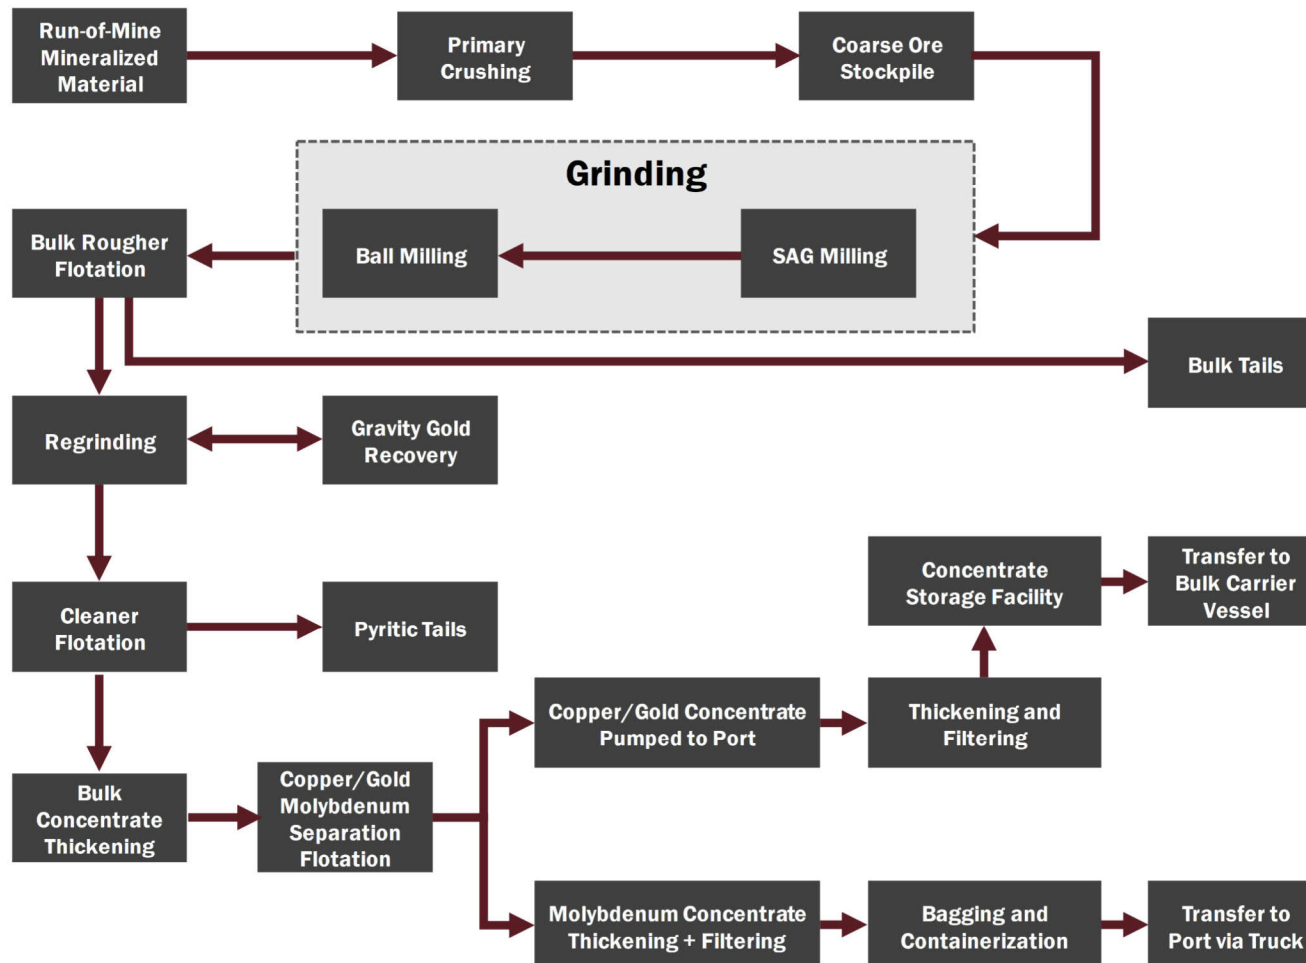 Run-of-Mine
Mineralized
Material
Primary
Crushing
Coarse Ore
Stockpile
Grinding
Bulk Rougher
Flotation
Ball Milling
SAG Milling
Bulk Tails
Regrinding
Gravity Gold
Recovery
Cleaner
Flotation
Pyritic Tails
Concentrate
Storage Facility
Transfer to
Bulk Carrier
Vessel
Copper/Gold Concentrate
Pumped to Port
Thickening and
Filtering
Bulk
Concentrate
Thickening
Copper/Gold
Molybdenum
Separation
Flotation
Molybdenum Concentrate
Thickening + Filtering
Bagging and
Containerization
Transfer to
Port via Truck